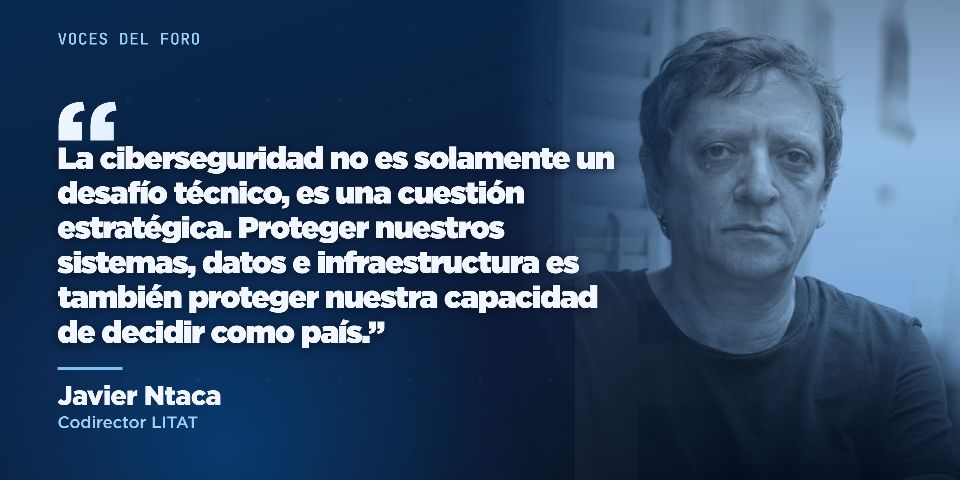 VOCES DEL FORO
“
La ciberseguridad no es solamente un
desafío técnico, es una cuestión
estratégica. Proteger nuestros
sistemas, datos e infraestructura es
también proteger nuestra capacidad
de decidir como país.”
Javier Ntaca
Codirector LITAT